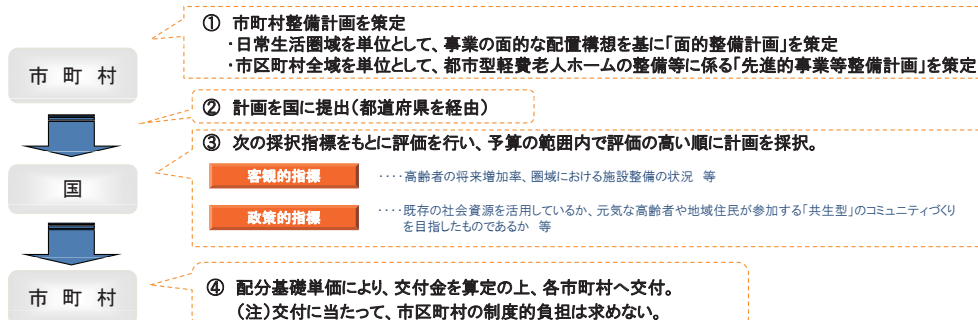 ① 市町村整備計画を策定
・日常生活圏域を単位として、事業の面的な配置構想を基に「面的整備計画」を策定
・市区町村全域を単位として、都市型軽費老人ホームの整備等に係る「先進的事業等整備計画」を策定
市 町 村
② 計画を国に提出(都道府県を経由)
③ 次の採択指標をもとに評価を行い、予算の範囲内で評価の高い順に計画を採択。
国
客観的指標
‥‥高齢者の将来増加率、圏域における施設整備の状況 等
政策的指標
‥‥既存の社会資源を活用しているか、元気な高齢者や地域住民が参加する「共生型」のコミュニティづくり
を目指したものであるか 等
市 町 村
④ 配分基礎単価により、交付金を算定の上、各市町村へ交付。
(注)交付に当たって、市区町村の制度的負担は求めない。